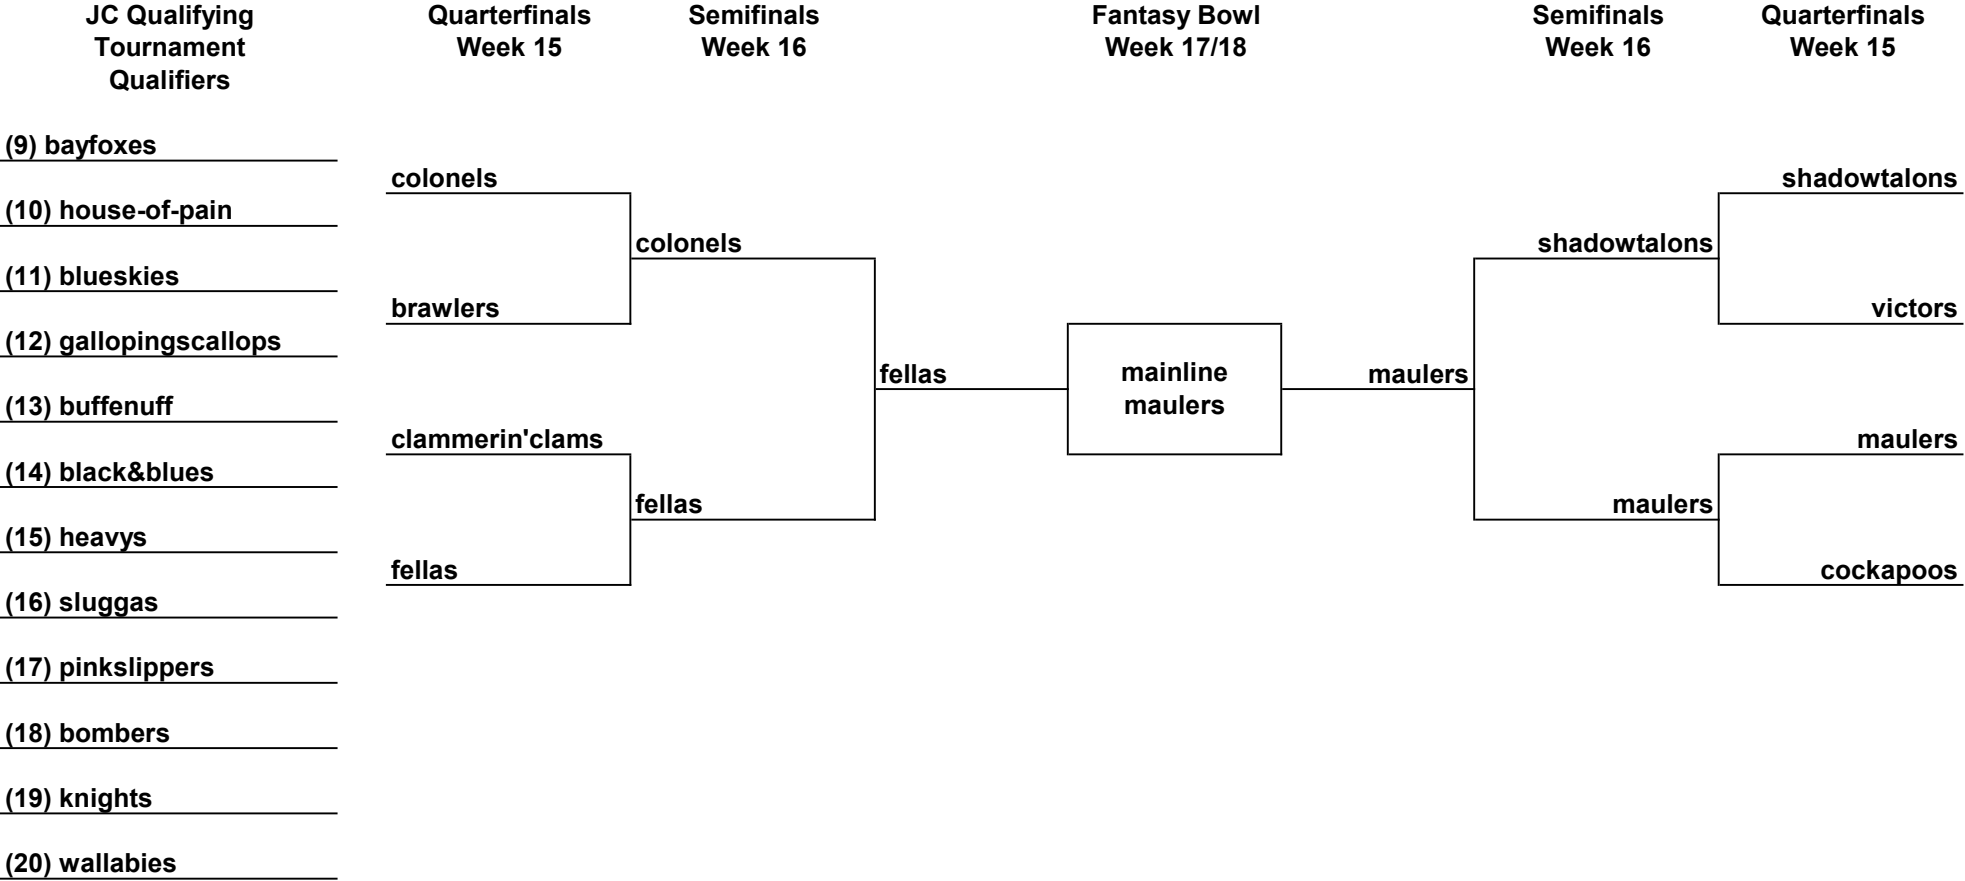 JC Qualifying
Tournament
Qualifiers
Quarterfinals
Week 15
Semifinals
Week 16
Fantasy Bowl
Week 17/18
Semifinals
Week 16
Quarterfinals
Week 15
(9) bayfoxes
(10) house-of-pain
(11) blueskies
(12) gallopingscallops
(13) buffenuff
(14) black&blues
(15) heavys
(16) sluggas
(17) pinkslippers
(18) bombers
(19) knights
(20) wallabies
colonels
brawlers
clammerin'clams
fellas
colonels
fellas
fellas
mainline
maulers
maulers
shadowtalons
maulers
shadowtalons
victors
maulers
cockapoos